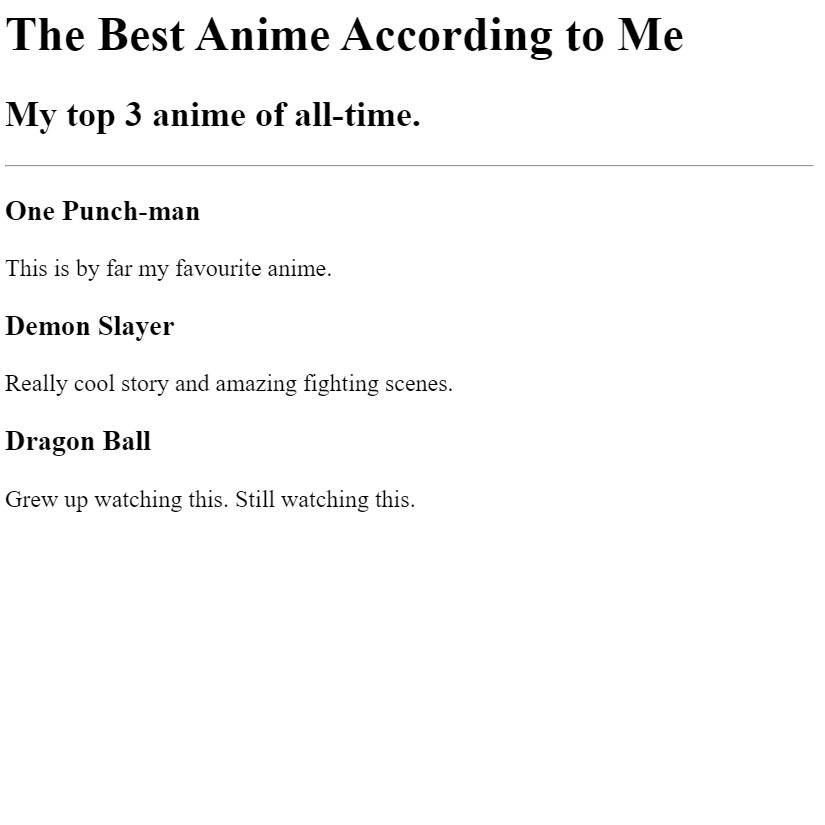 The Best Anime According to Me
My top 3 anime of all-time.
One Punch-man
This is by far my favourite anime.
Demon Slayer
Really cool story and amazing fighting scenes.
Dragon Ball
Grew up watching this. Still watching this.